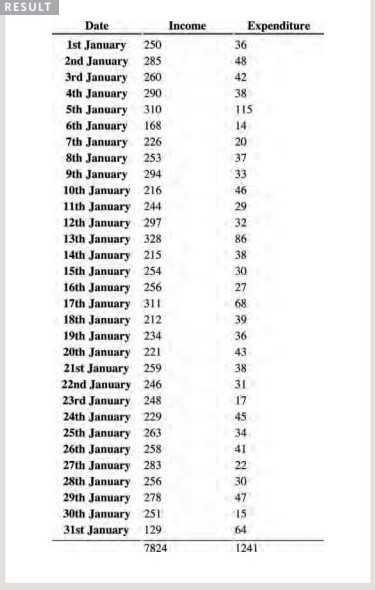 RESULT
Date Income Expenditure
1st January 250 36
2nd January 285 48
3rd January 260 42
4th January 290 38
5th January 310 115
6th January 168 14
7th January 226 20
8th January 253 37
9th January 294 33
10th January 216 46
11th January 244 29
12th January 297 32
13th January 328 86
14th January 215 38
15th January 254 30
16th January 256 27
17th January 311 68
18th January 212 39
19th January 234 36
20th January 221 43
21st January 259 38
22nd January 246 31
23rd January 248 17
24th January 229 45
25th January 263 34
26th January 258 41
27th January 283 22
28th January 256 30
29th January 278 47
30th January 251 15
31st January 129 64
7824 1241